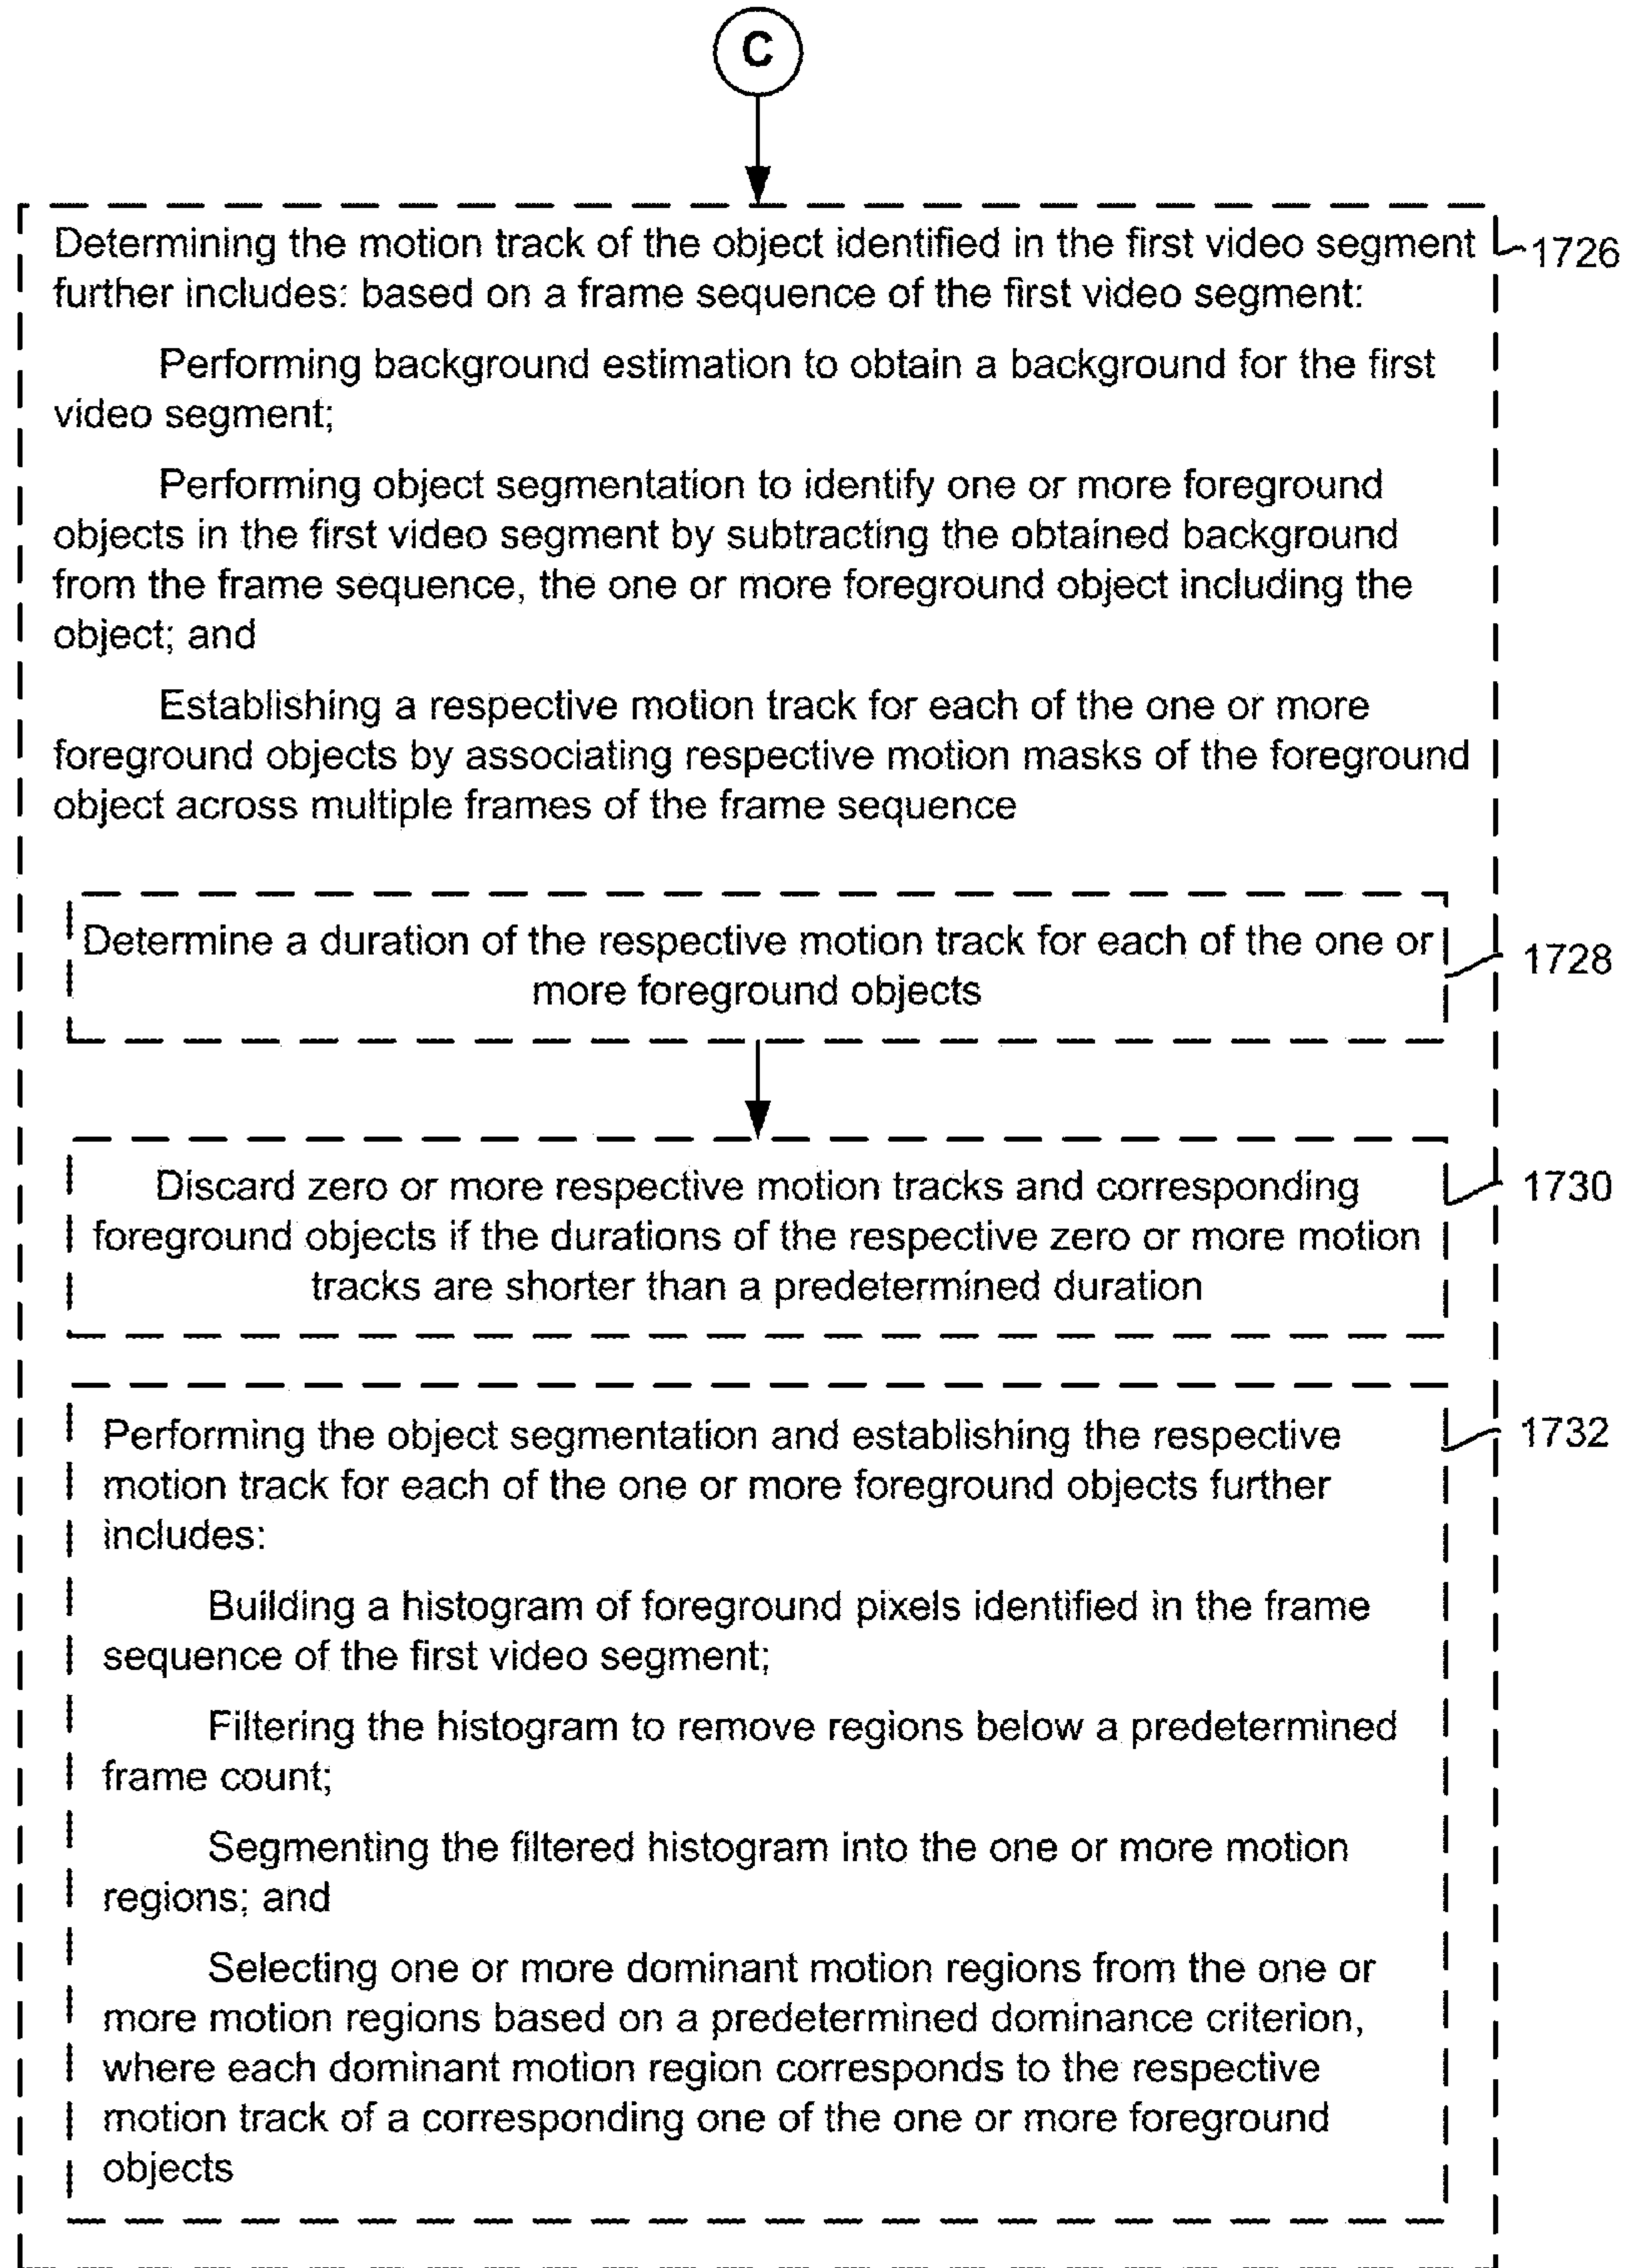 C
Determining the motion track of the object identified in the first video segment
1726
further includes: based on a frame sequence of the first video segment:
Performing background estimation to obtain a background for the first
video segment;
Performing object segmentation to identify one or more foreground
objects in the first video segment by subtracting the obtained background
from the frame sequence, the one or more foreground object including the
object; and
Establishing a respective motion track for each of the one or more
foreground objects by associating respective motion masks of the foreground
object across multiple frames of the frame sequence
Determine a duration of the respective motion track for each of the one or
more foreground objects
1728
Discard zero or more respective motion tracks and corresponding
1730
foreground objects if the durations of the respective zero or more motion
tracks are shorter than a predetermined duration
Performing the object segmentation and establishing the respective
1732
motion track for each of the one or more foreground objects further
includes:
Building a histogram of foreground pixels identified in the frame
sequence of the first video segment;
Filtering the histogram to remove regions below a predetermined
frame count;
Segmenting the filtered histogram into the one or more motion
regions; and
Selecting one or more dominant motion regions from the one or
more motion regions based on a predetermined dominance criterion,
where each dominant motion region corresponds to the respective
motion track of a corresponding one of the one or more foreground
objects